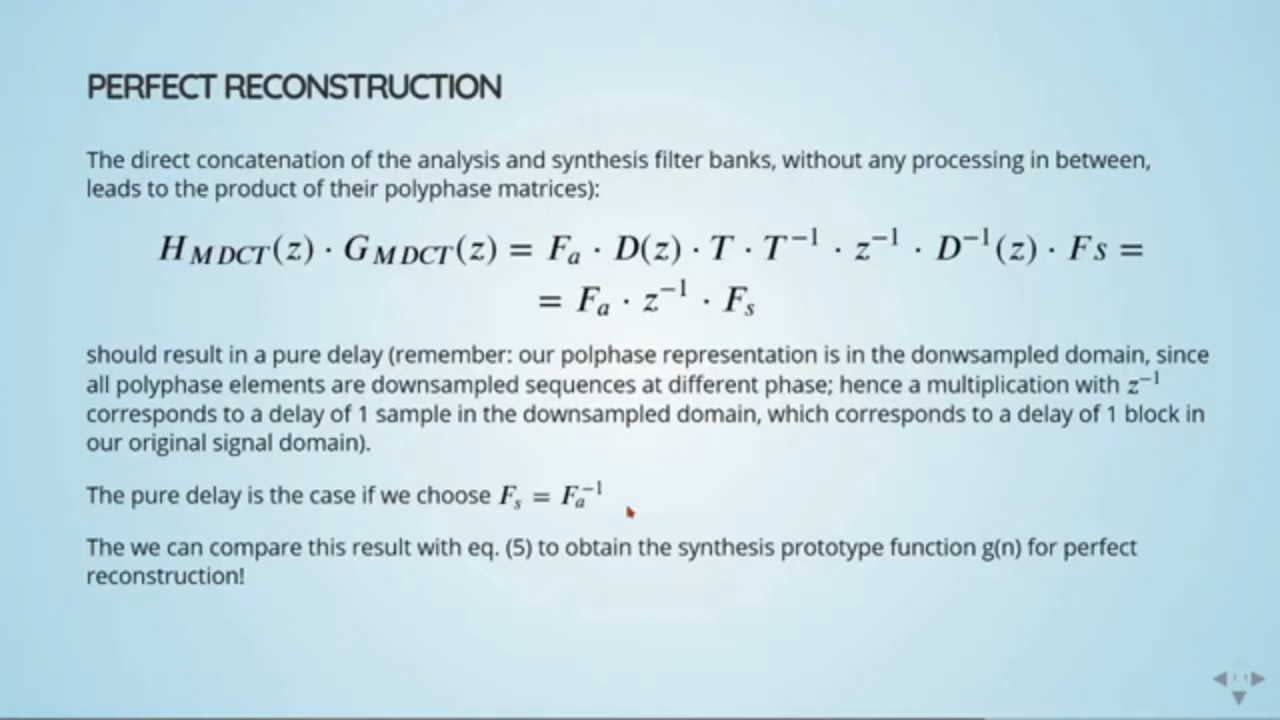 PERFECT RECONSTRUCTION
The direct concatenation of the analysis and synthesis filter banks, without any processing in between,
leads to the product of their polyphase matrices):
H_{MDCT}(z) · G_{MDCT}(z) = F_a · D(z) · T · T^{-1} · z^{-1} · D^{-1}(z) · Fs =
= F_a · z^{-1} · F_s
should result in a pure delay (remember: our polphase representation is in the donwsampled domain, since
all polyphase elements are downsampled sequences at different phase; hence a multiplication with z^{-1}
corresponds to a delay of 1 sample in the downsampled domain, which corresponds to a delay of 1 block in
our original signal domain).
The pure delay is the case if we choose F_s = F_a^{-1}
The we can compare this result with eq. (5) to obtain the synthesis prototype function g(n) for perfect
reconstruction!